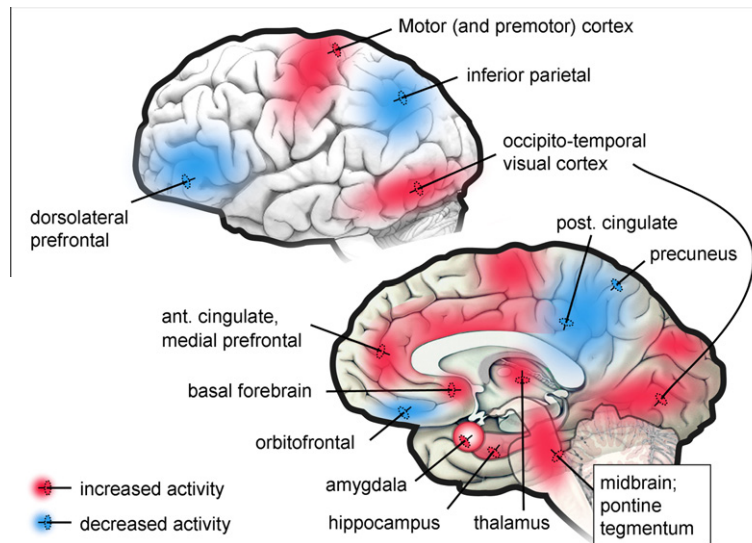 Motor (and premotor) cortex
inferior parietal
occipito-temporal
visual cortex
dorsolateral
prefrontal
post. cingulate
precuneus
ant. cingulate,
medial prefrontal
basal forebrain
orbitofrontal
amygdala
hippocampus
thalamus
midbrain;
pontine
tegmentum
increased activity
decreased activity